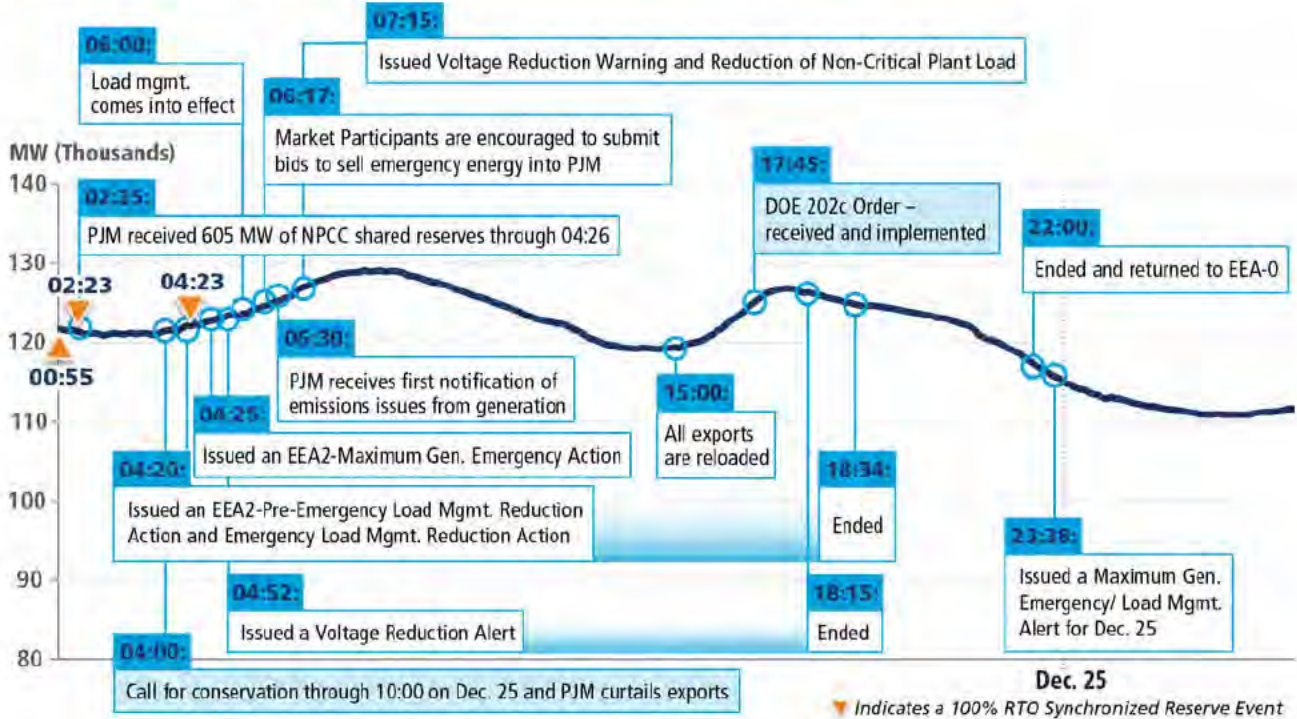 07:15:
Issued Voltage Reduction Warning and Reduction of Non-Critical Plant Load
06:00:
Load mgmt.
comes into effect
06:17:
Market Participants are encouraged to submit
bids to sell emergency energy into PJM
MW (Thousands)
140
130
120
110
100
90
80
02:35:
PJM received 605 MW of NPCC shared reserves through 04:26
17:45:
DOE 202c Order –
received and implemented
22:00:
Ended and returned to EEA-0
02:23
04:23
00:55
06:30:
PJM receives first notification of
emissions issues from generation
15:00:
All exports
are reloaded
04:25:
Issued an EEA2-Maximum Gen. Emergency Action
04:20:
Issued an EEA2-Pre-Emergency Load Mgmt. Reduction
Action and Emergency Load Mgmt. Reduction Action
18:34:
Ended
23:38:
Issued a Maximum Gen.
Emergency/ Load Mgmt.
Alert for Dec. 25
04:52:
Issued a Voltage Reduction Alert
18:15:
Ended
04:00:
Call for conservation through 10:00 on Dec. 25 and PJM curtails exports
Dec. 25
Indicates a 100% RTO Synchronized Reserve Event